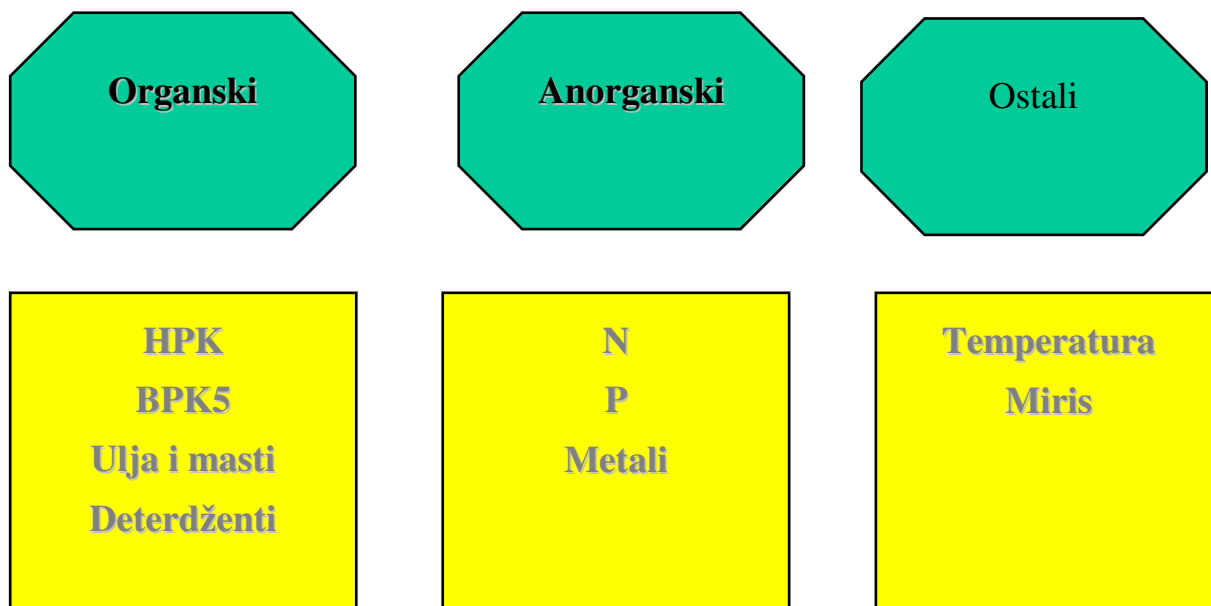 Organski
Anorganski
Ostali
HPK
BPK5
Ulja i masti
Deterdženti
N
P
Metali
Temperatura
Miris